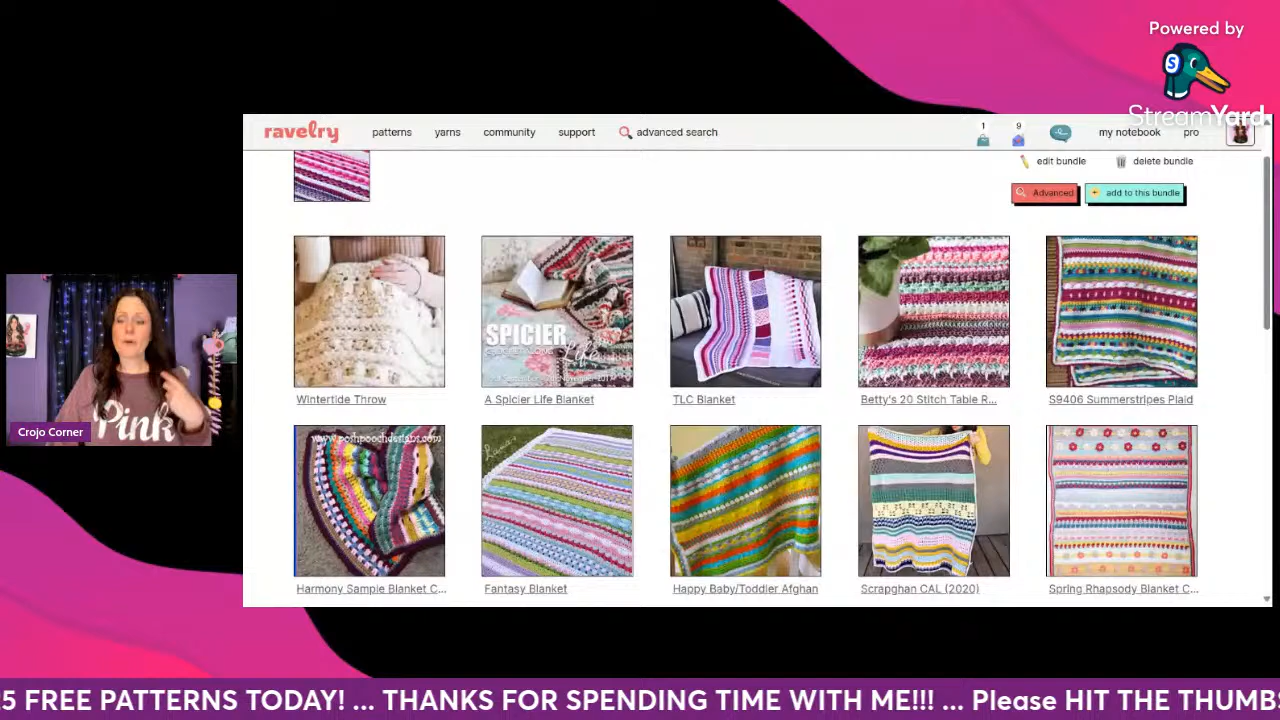 Powered by
S
StreamYard
ravelry patterns yarns community support advanced search 1 9 my notebook pro
edit bundle delete bundle
Advanced add to this bundle
SPICIER
Life
Wintertide Throw A Spicier Life Blanket TLC Blanket Betty's 20 Stitch Table R... S9406 Summerstripes Plaid
Pink
Crojo Corner
www.poshpoochdesigns.com
Harmony Sample Blanket C... Fantasy Blanket Happy Baby/Toddler Afghan Scrapghan CAL (2020) Spring Rhapsody Blanket C...
5 FREE PATTERNS TODAY! ... THANKS FOR SPENDING TIME WITH ME!!! ... Please HIT THE THUMBS